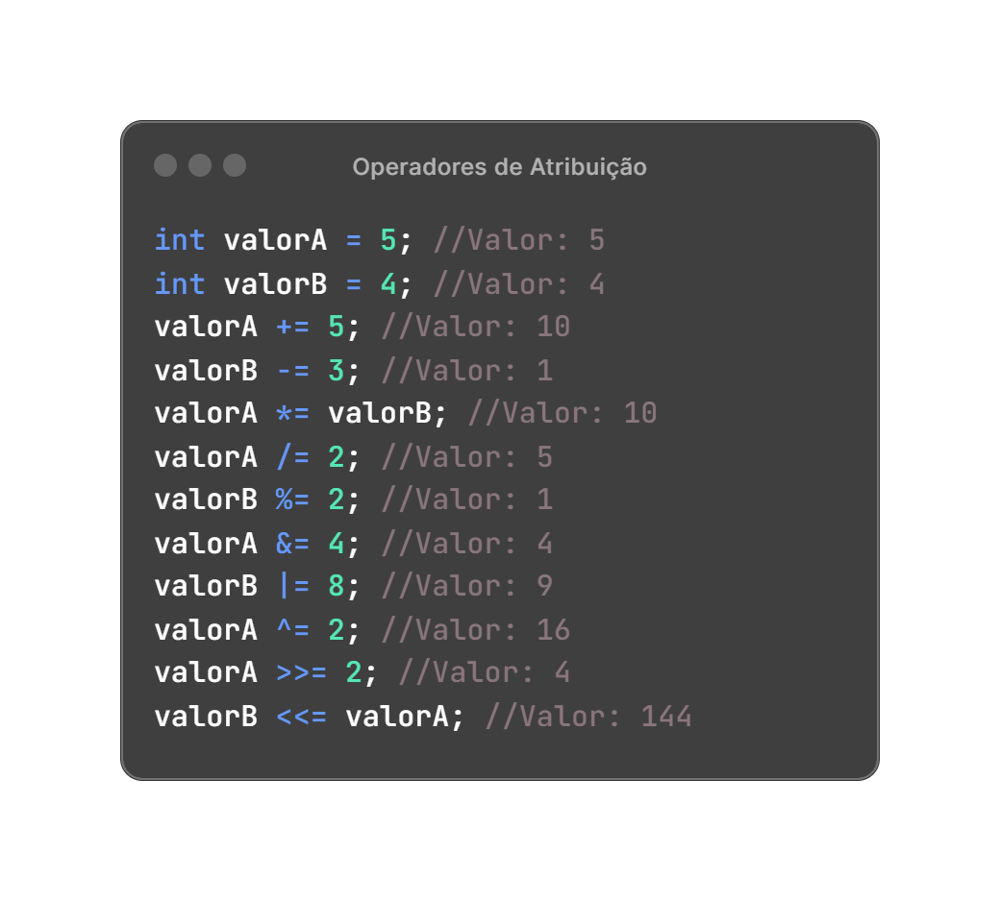 Operadores de Atribuição
int valorA = 5; //Valor: 5
int valorB = 4; //Valor: 4
valorA += 5; //Valor: 10
valorB -= 3; //Valor: 1
valorA *= valorB; //Valor: 10
valorA /= 2; //Valor: 5
valorB %= 2; //Valor: 1
valorA &= 4; //Valor: 4
valorB |= 8; //Valor: 9
valorA ^= 2; //Valor: 16
valorA >>= 2; //Valor: 4
valorB <<= valorA; //Valor: 144